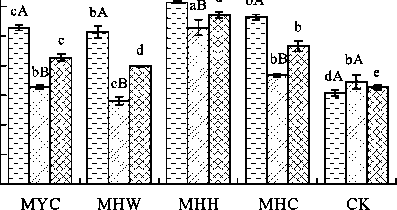 cA bB c
bA cB d
aB
bA bB b
dA bA e
MYC MHW MHH MHC CK